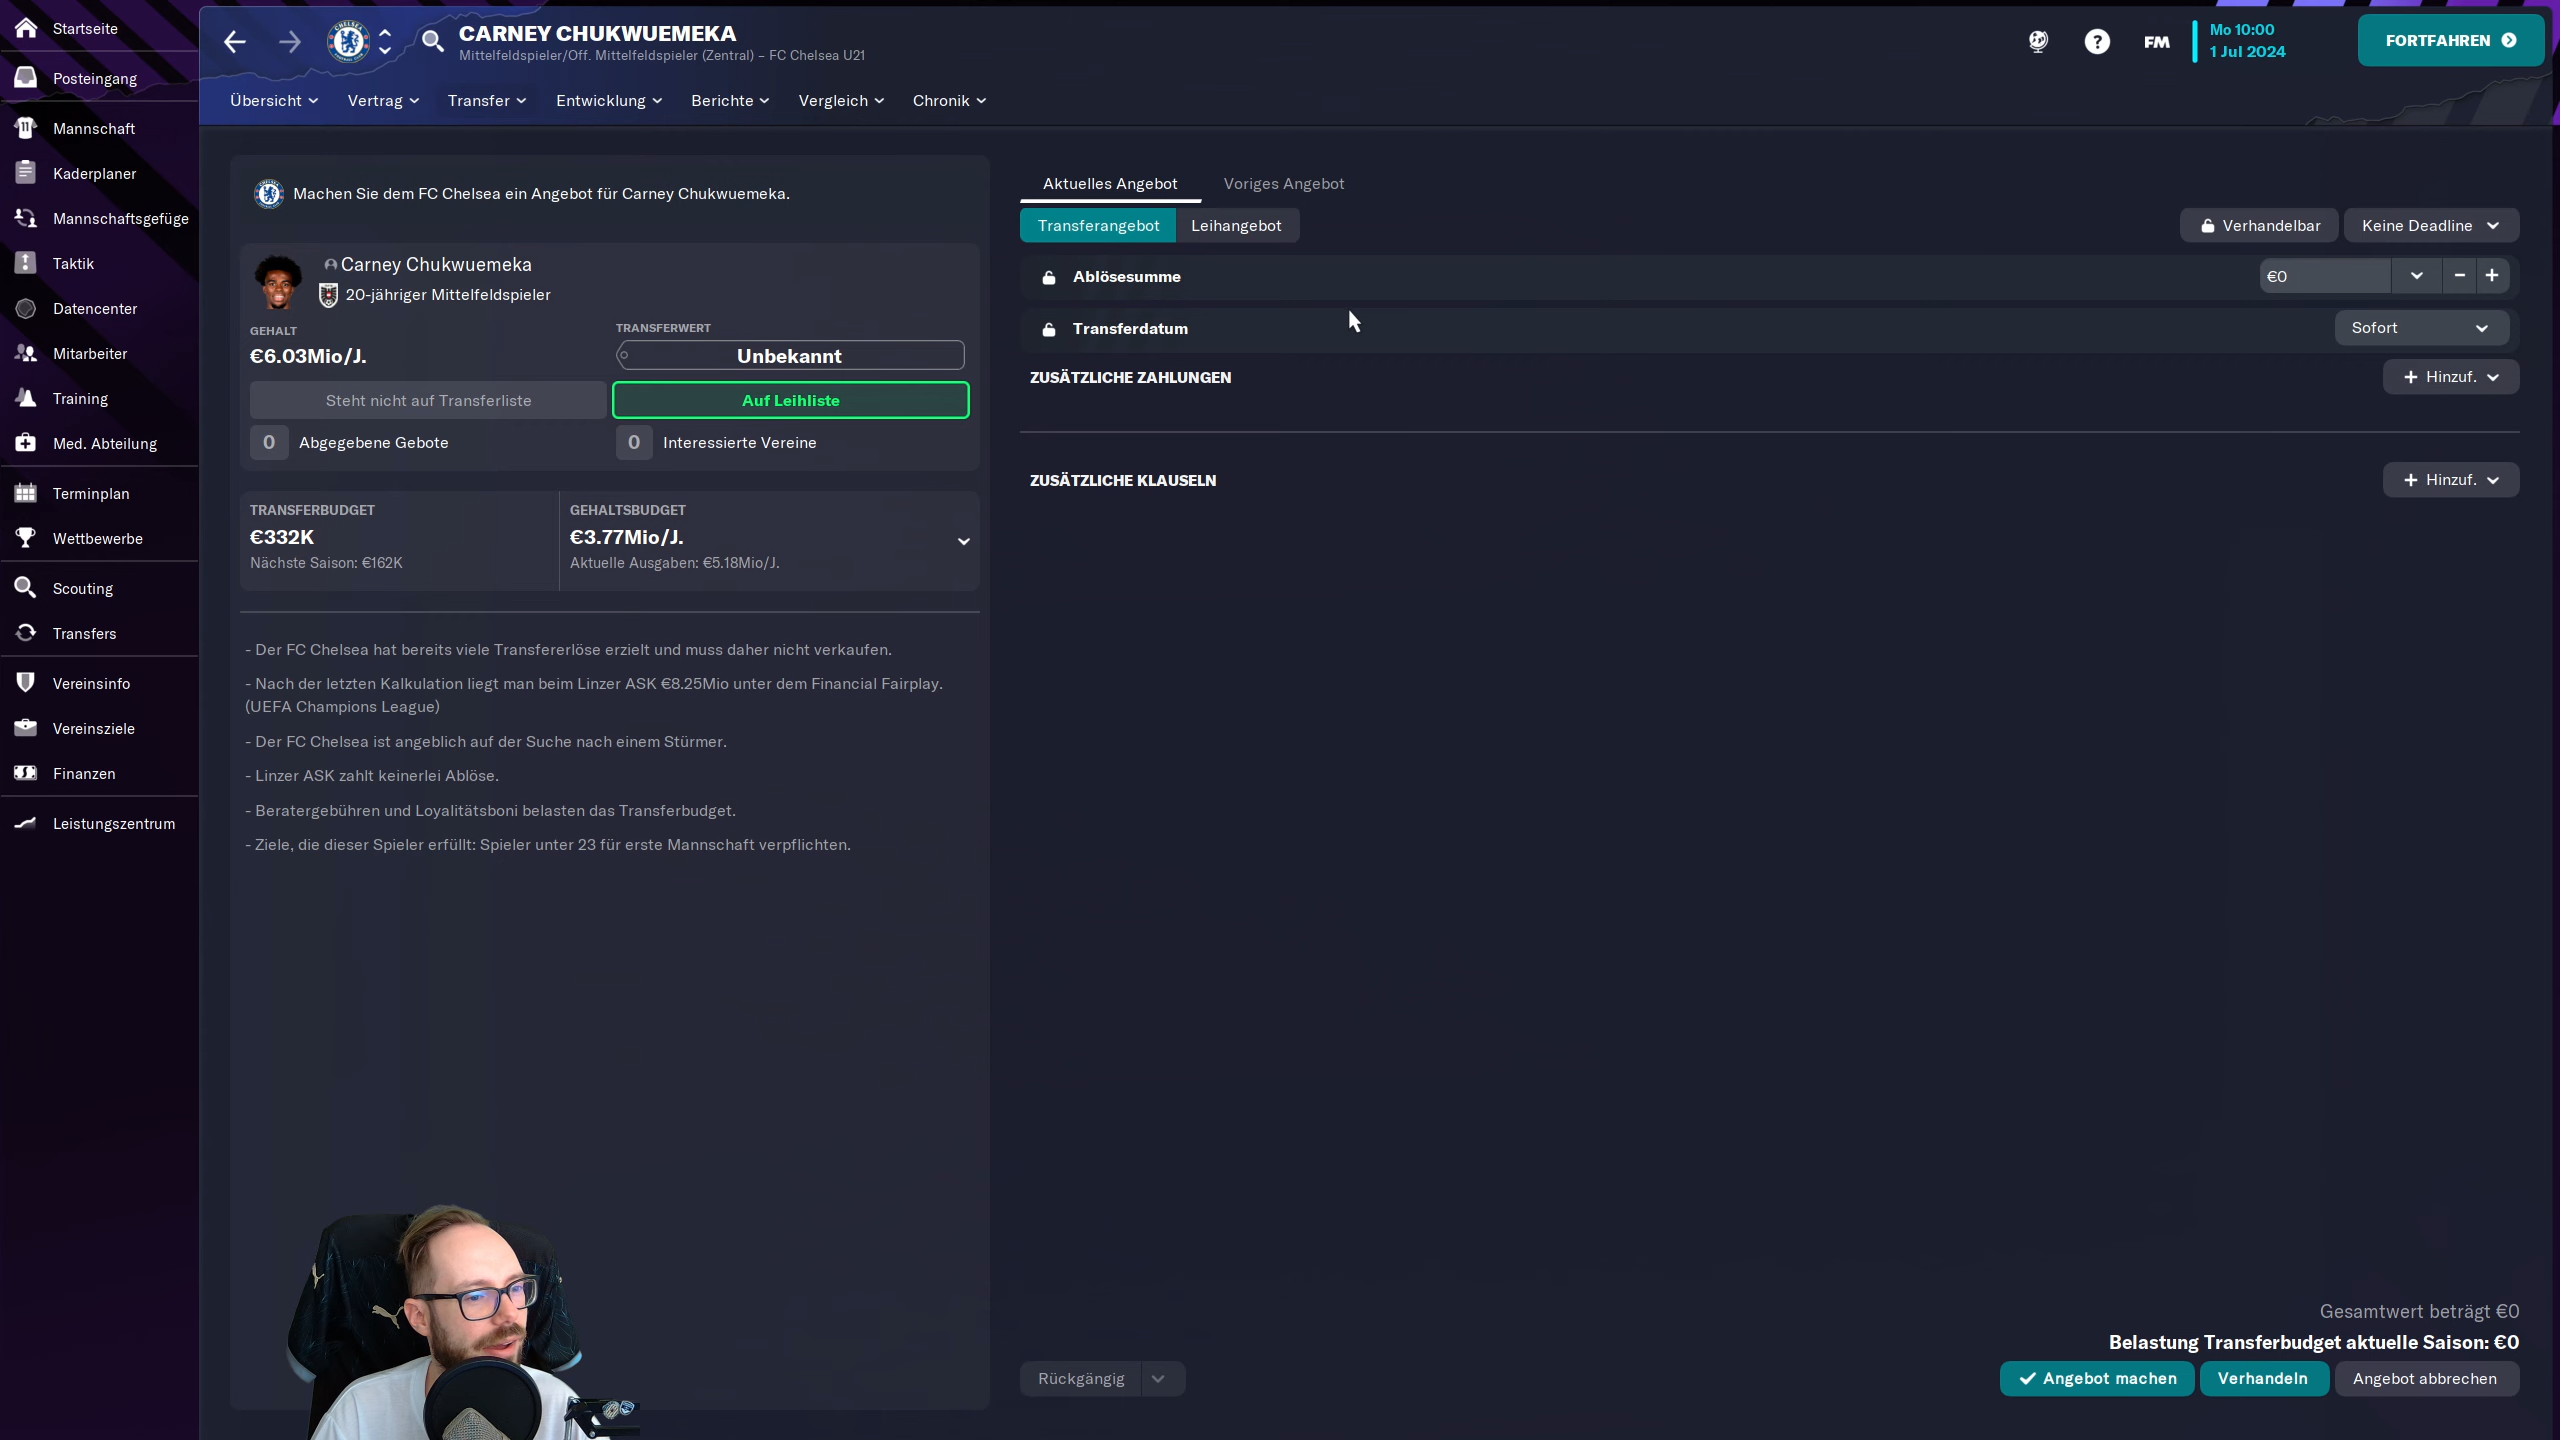 Startseite
Posteingang
Mannschaft
Kaderplaner
Mannschaftsgefüge
Taktik
Datencenter
Mitarbeiter
Training
Med. Abteilung
Terminplan
Wettbewerbe
Scouting
Transfers
Vereinsinfo
Vereinsziele
Finanzen
Leistungszentrum
CARNEY CHUKWUEMEKA
Mittelfeldspieler/Off. Mittelfeldspieler (Zentral) – FC Chelsea U21
FM
Mo 10:00
1 Jul 2024
FORTFAHREN
Übersicht Vertrag Transfer Entwicklung Berichte Vergleich Chronik
Machen Sie dem FC Chelsea ein Angebot für Carney Chukwuemeka.
Carney Chukwuemeka
20-jähriger Mittelfeldspieler
GEHALT
€6.03Mio/J.
TRANSFERWERT
Unbekannt
Steht nicht auf Transferliste
Auf Leihliste
0 Abgegebene Gebote
0 Interessierte Vereine
TRANSFERBUDGET
€332K
Nächste Saison: €162K
GEHALTSBUDGET
€3.77Mio/J.
Aktuelle Ausgaben: €5.18Mio/J.
- Der FC Chelsea hat bereits viele Transfererlöse erzielt und muss daher nicht verkaufen.
- Nach der letzten Kalkulation liegt man beim Linzer ASK €8.25Mio unter dem Financial Fairplay.
(UEFA Champions League)
- Der FC Chelsea ist angeblich auf der Suche nach einem Stürmer.
- Linzer ASK zahlt keinerlei Ablöse.
- Beratergebühren und Loyalitätsboni belasten das Transferbudget.
- Ziele, die dieser Spieler erfüllt: Spieler unter 23 für erste Mannschaft verpflichten.
Aktuelles Angebot Voriges Angebot
Transferangebot Leihangebot
Verhandelbar
Keine Deadline
Ablösesumme
€0
Transferdatum
Sofort
ZUSÄTZLICHE ZAHLUNGEN
+ Hinzuf.
ZUSÄTZLICHE KLAUSELN
+ Hinzuf.
Gesamtwert beträgt €0
Belastung Transferbudget aktuelle Saison: €0
Rückgängig
Angebot machen
Verhandeln
Angebot abbrechen